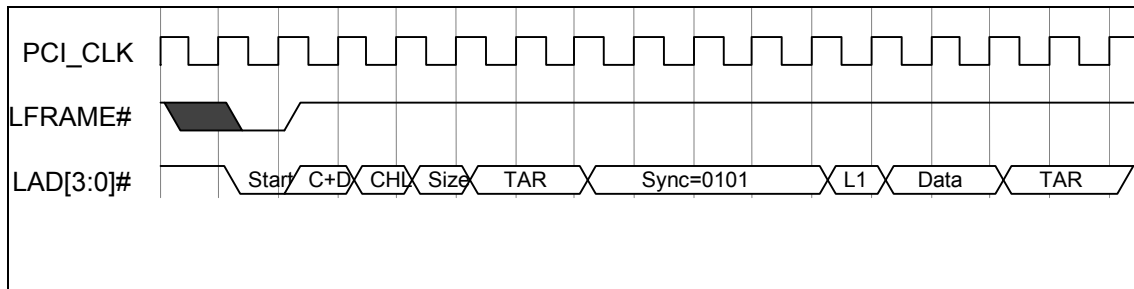 PCI_CLK
LFRAME#
LAD[3:0]# Start C+D CHL Size TAR Sync=0101 L1 Data TAR